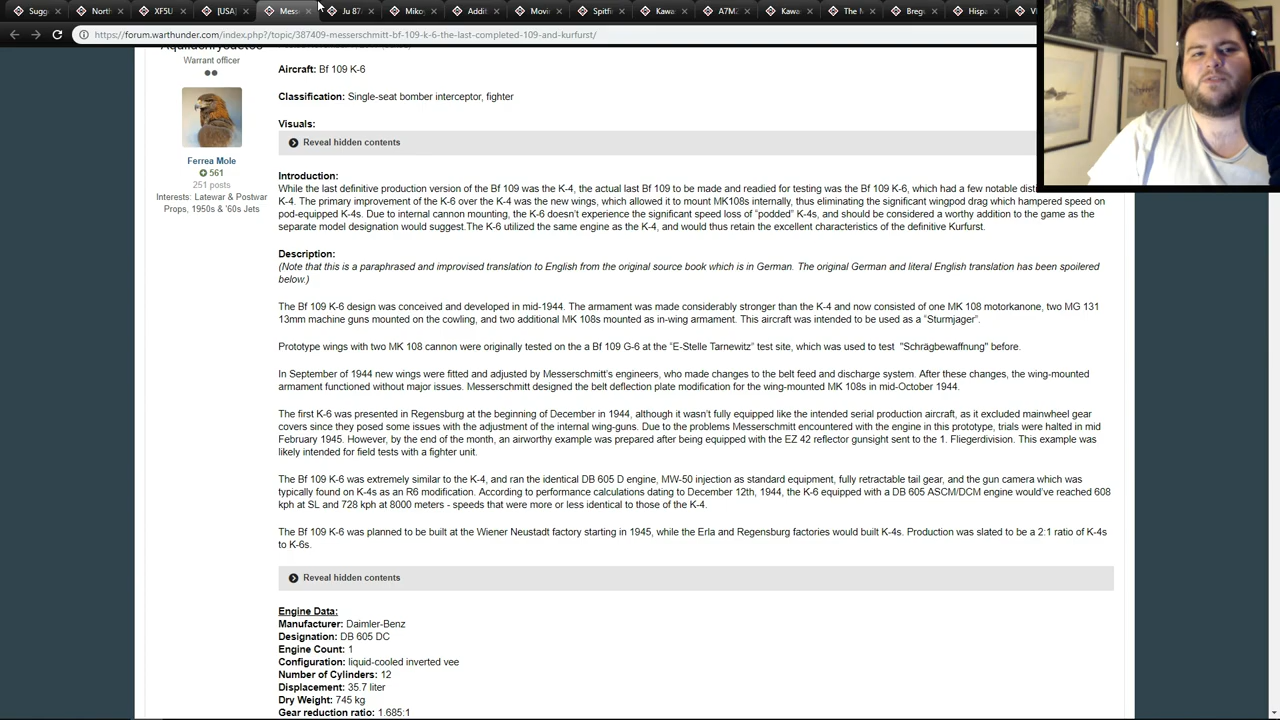 Sugg
North
XF5U
[USA]
Mess
Ju 87
Miko
Addit
Movin
Spitfi
Kawa
A7M2
Kawa
The M
Bregu
Hispa
https://forum.warthunder.com/index.php?/topic/387409-messerschmitt-bf-109-k-6-the-last-completed-109-and-kurfurst/
Warrant officer
Ferrea Mole
561
251 posts
Interests: Latewar & Postwar
Props, 1950s & '60s Jets
Aircraft: Bf 109 K-6
Classification: Single-seat bomber interceptor, fighter
Visuals:
Reveal hidden contents
Introduction:
While the last definitive production version of the Bf 109 was the K-4, the actual last Bf 109 to be made and readied for testing was the Bf 109 K-6, which had a few notable
K-4. The primary improvement of the K-6 over the K-4 was the new wings, which allowed it to mount MK108s internally, thus eliminating the significant wingpod drag which hampered speed on
pod-equipped K-4s. Due to internal cannon mounting, the K-6 doesn't experience the significant speed loss of "podded" K-4s, and should be considered a worthy addition to the game as the
separate model designation would suggest.The K-6 utilized the same engine as the K-4, and would thus retain the excellent characteristics of the definitive Kurfurst.
Description:
(Note that this is a paraphrased and improvised translation to English from the original source book which is in German. The original German and literal English translation has been spoilered
below.)
The Bf 109 K-6 design was conceived and developed in mid-1944. The armament was made considerably stronger than the K-4 and now consisted of one MK 108 motorkanone, two MG 131
13mm machine guns mounted on the cowling, and two additional MK 108s mounted as in-wing armament. This aircraft was intended to be used as a "Sturmjager".
Prototype wings with two MK 108 cannon were originally tested on the a Bf 109 G-6 at the "E-Stelle Tarnewitz" test site, which was used to test  "Schrägbewaffnung" before.
In September of 1944 new wings were fitted and adjusted by Messerschmitt's engineers, who made changes to the belt feed and discharge system. After these changes, the wing-mounted
armament functioned without major issues. Messerschmitt designed the belt deflection plate modification for the wing-mounted MK 108s in mid-October 1944.
The first K-6 was presented in Regensburg at the beginning of December in 1944, although it wasn't fully equipped like the intended serial production aircraft, as it excluded mainwheel gear
covers since they posed some issues with the adjustment of the internal wing-guns. Due to the problems Messerschmitt encountered with the engine in this prototype, trials were halted in mid
February 1945. However, by the end of the month, an airworthy example was prepared after being equipped with the EZ 42 reflector gunsight sent to the 1. Fliegerdivision. This example was
likely intended for field tests with a fighter unit.
The Bf 109 K-6 was extremely similar to the K-4, and ran the identical DB 605 D engine, MW-50 injection as standard equipment, fully retractable tail gear, and the gun camera which was
typically found on K-4s as an R6 modification. According to performance calculations dating to December 12th, 1944, the K-6 equipped with a DB 605 ASCM/DCM engine would've reached 608
kph at SL and 728 kph at 8000 meters - speeds that were more or less identical to those of the K-4.
The Bf 109 K-6 was planned to be built at the Wiener Neustadt factory starting in 1945, while the Erla and Regensburg factories would built K-4s. Production was slated to be a 2:1 ratio of K-4s
to K-6s.
Reveal hidden contents
Engine Data:
Manufacturer: Daimler-Benz
Designation: DB 605 DC
Engine Count: 1
Configuration: liquid-cooled inverted vee
Number of Cylinders: 12
Displacement: 35.7 liter
Dry Weight: 745 kg
Gear reduction ratio: 1.685:1